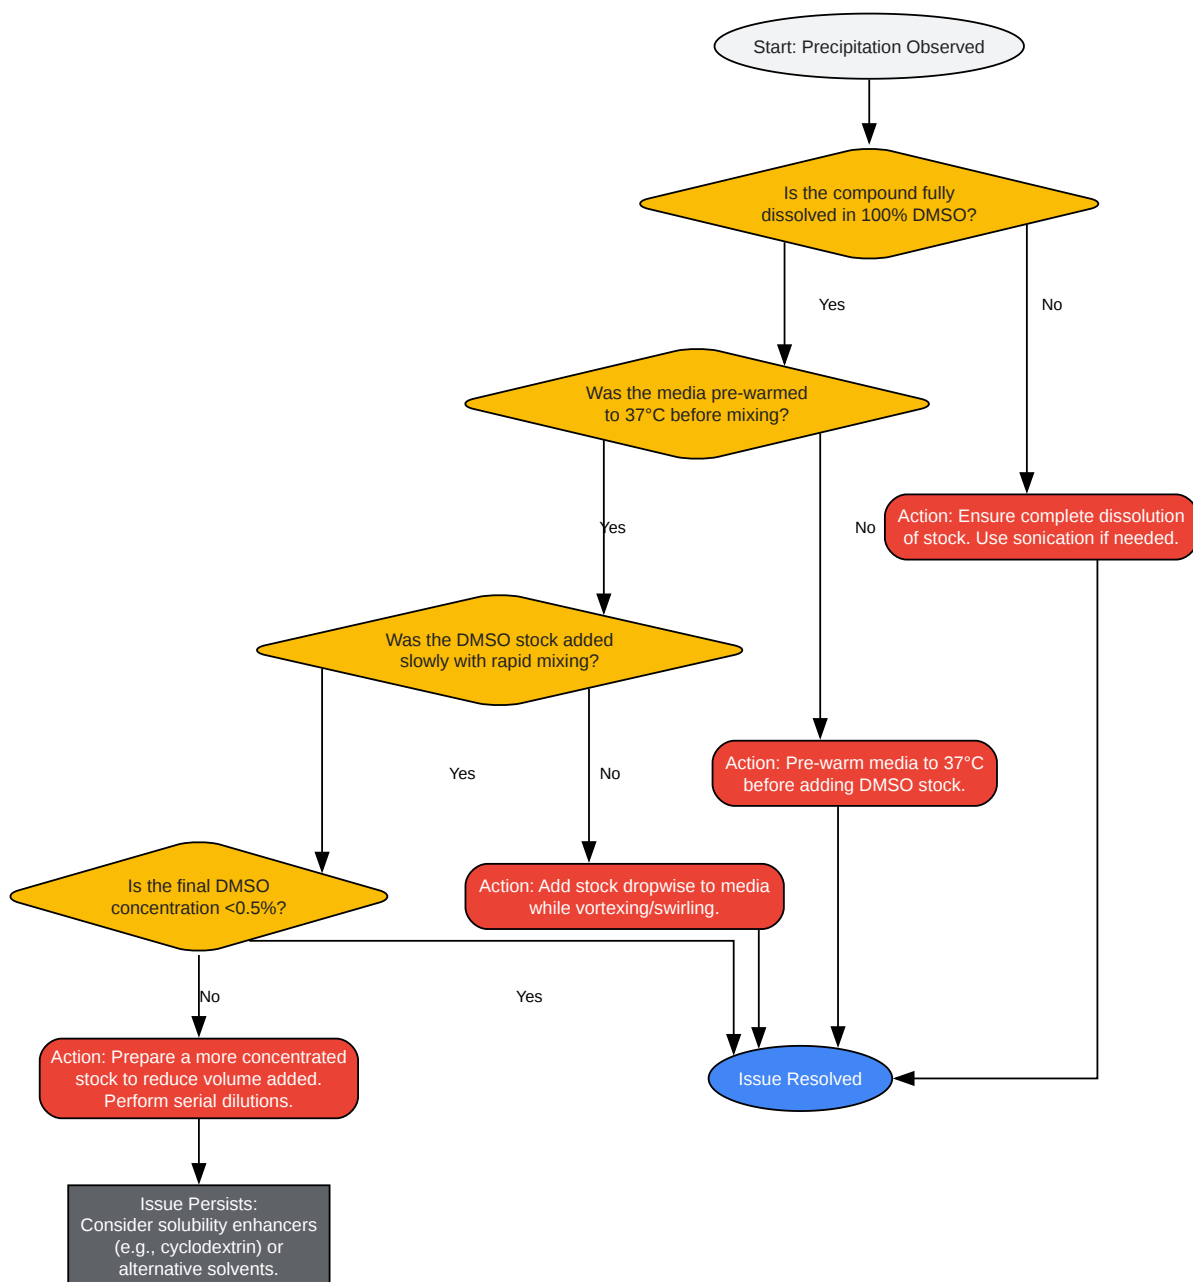 Start: Precipitation Observed
Is the compound fully
dissolved in 100% DMSO?
Yes
No
Was the media pre-warmed
to 37°C before mixing?
Action: Ensure complete dissolution
of stock. Use sonication if needed.
Yes
No
Was the DMSO stock added
slowly with rapid mixing?
Action: Pre-warm media to 37°C
before adding DMSO stock.
Yes
No
Is the final DMSO
concentration <0.5%?
Action: Add stock dropwise to media
while vortexing/swirling.
No
Yes
Action: Prepare a more concentrated
stock to reduce volume added.
Perform serial dilutions.
Issue Resolved
Issue Persists:
Consider solubility enhancers
(e.g., cyclodextrin) or
alternative solvents.